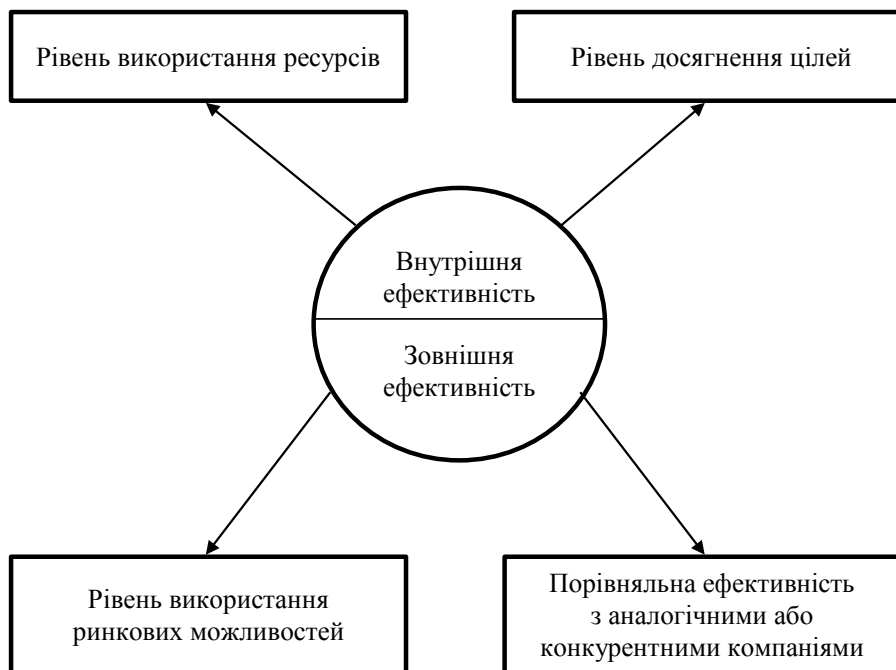 Рівень використання ресурсів
Рівень досягнення цілей
Внутрішня
ефективність
Зовнішня
ефективність
Рівень використання
ринкових можливостей
Порівняльна ефективність
з аналогічними або
конкурентними компаніями